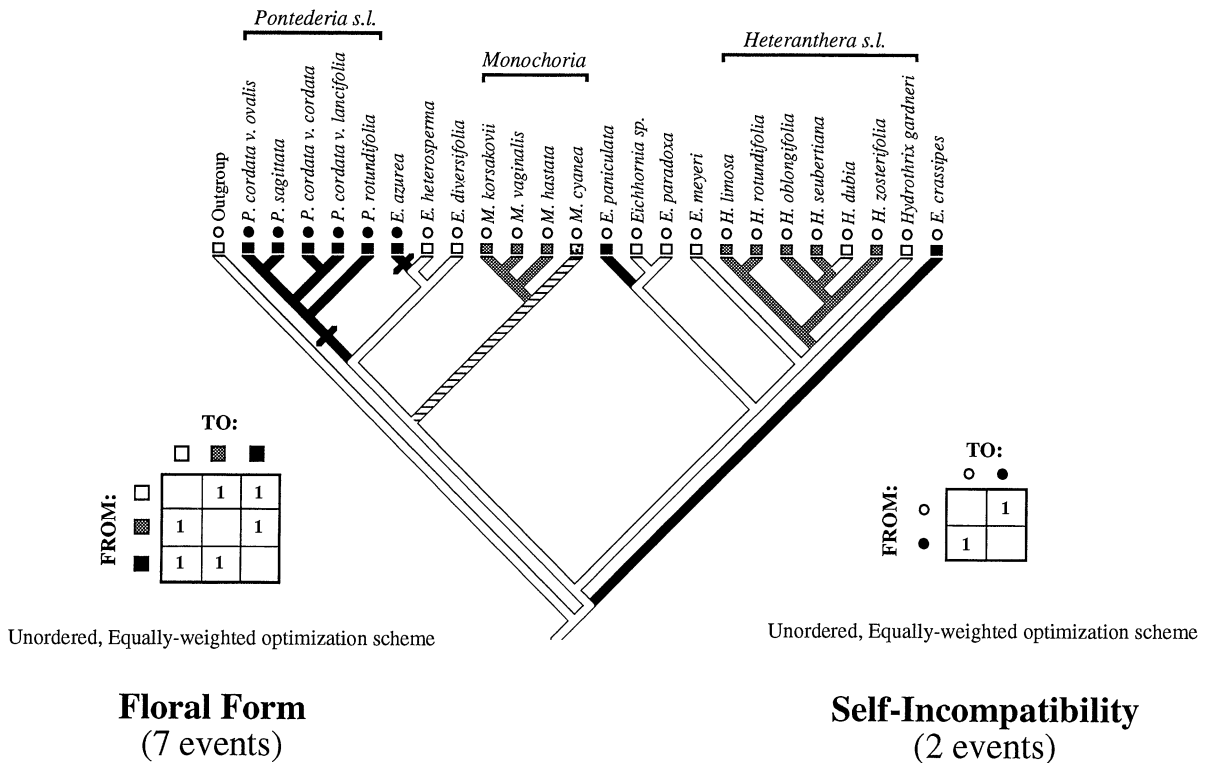 Pontederia s.l.
Monochoria
Heteranthera s.l.
Outgroup
P. cordata v. ovalis
P. sagittata
P. cordata v. cordata
P. cordata v. lancifolia
P. rotundifolia
E. azurea
E. heterosperma
E. diversifolia
M. korsakovii
M. vaginalis
M. hastata
M. cyanea
E. paniculata
Eichhornia sp.
E. paradoxa
E. meyeri
H. limosa
H. rotundifolia
H. oblongifolia
H. seubertiana
H. dubia
H. zosterifolia
Hydrothrix gardneri
E. crassipes
TO:
FROM:
1 1
1 1
1 1
Unordered, Equally-weighted optimization scheme
Floral Form
(7 events)
TO:
FROM:
1
1
Unordered, Equally-weighted optimization scheme
Self-Incompatibility
(2 events)